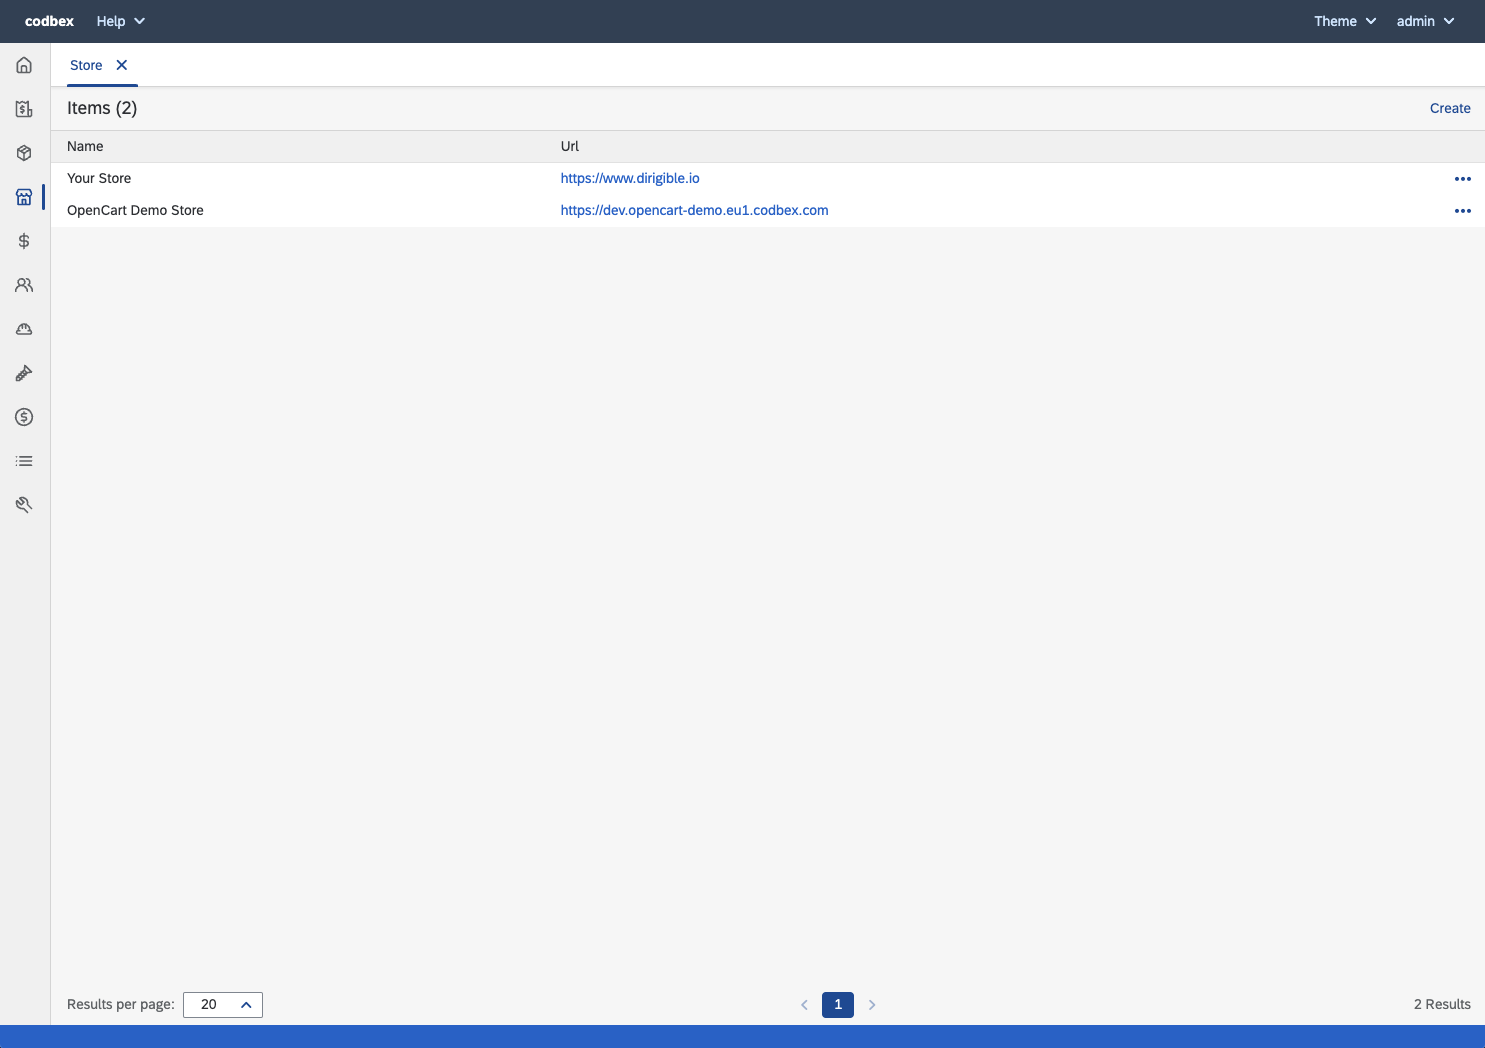 codbex Help Theme admin
Store
Items (2) Create
Name Url
Your Store https://www.dirigible.io
OpenCart Demo Store https://dev.opencart-demo.eu1.codbex.com
Results per page: 20 1 2 Results